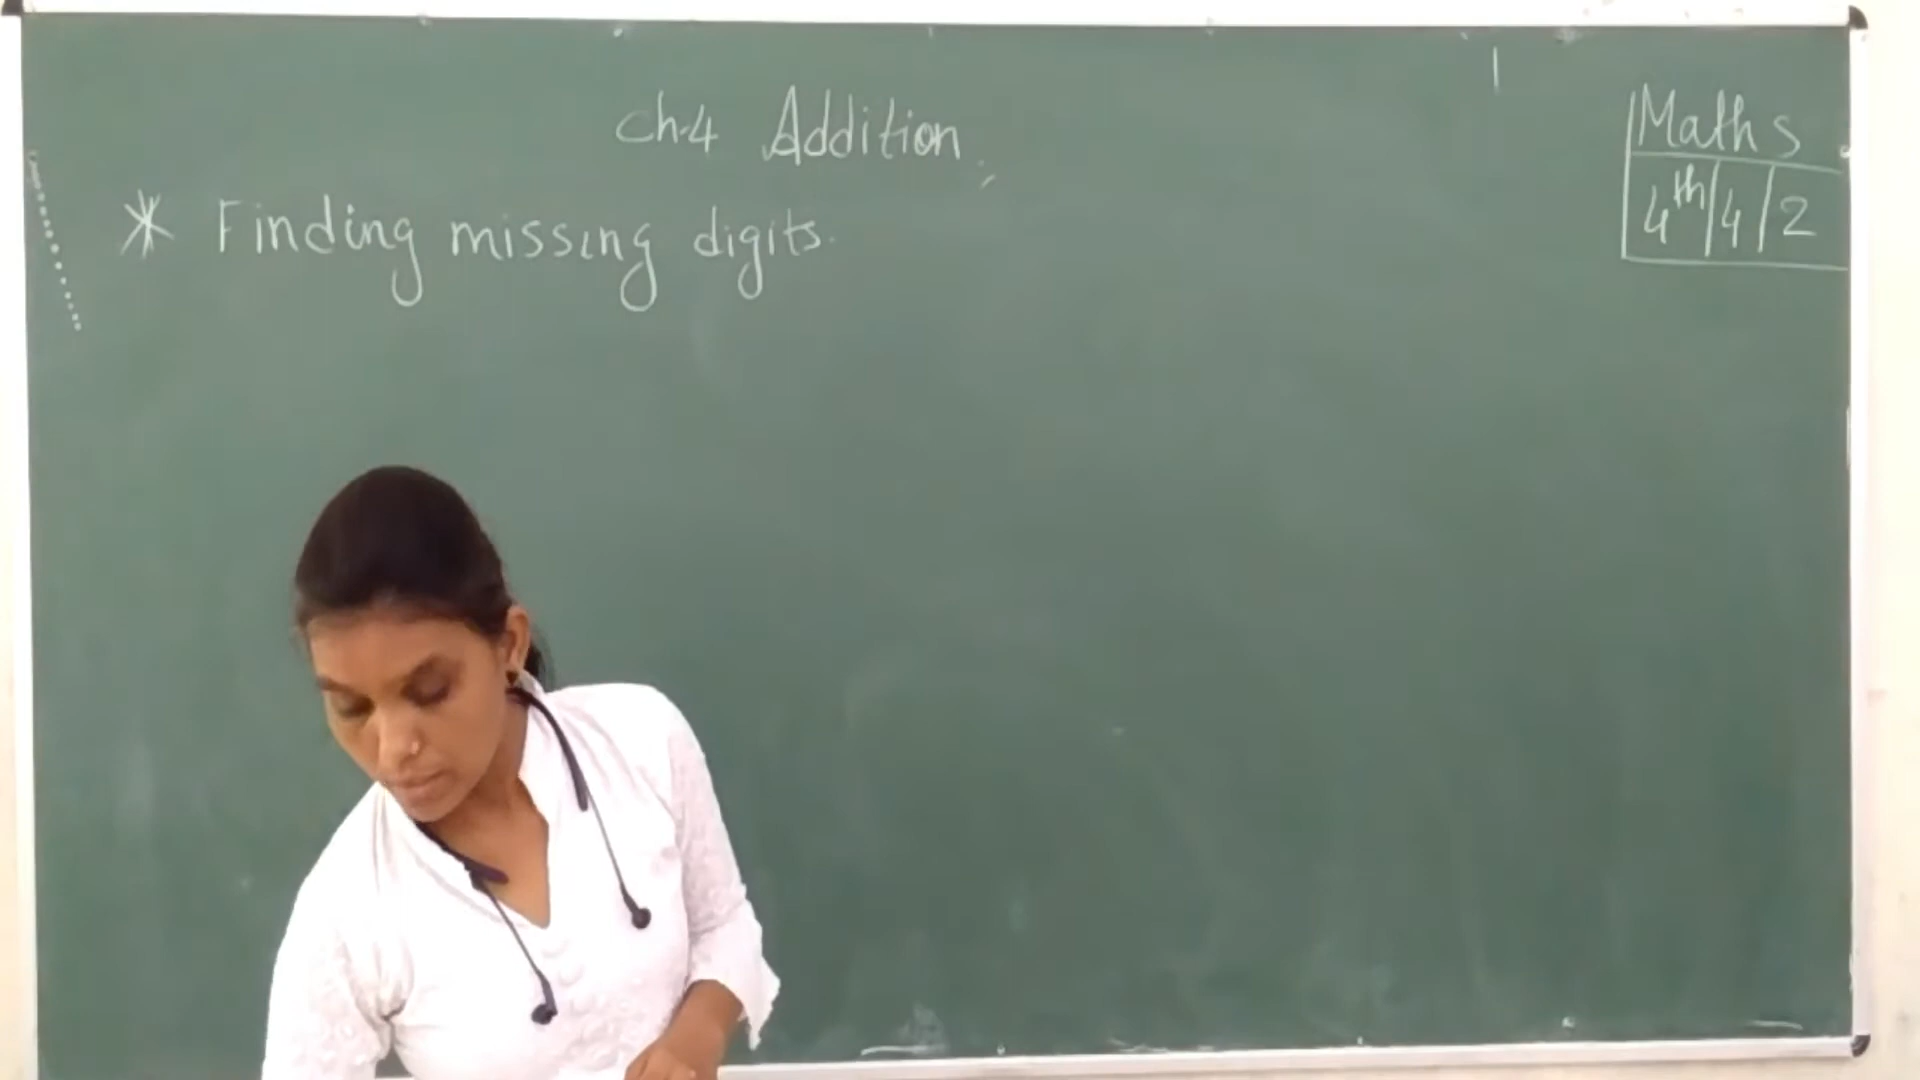 Ch-4 Addition
Maths
4th/4/2
* Finding missing digits.